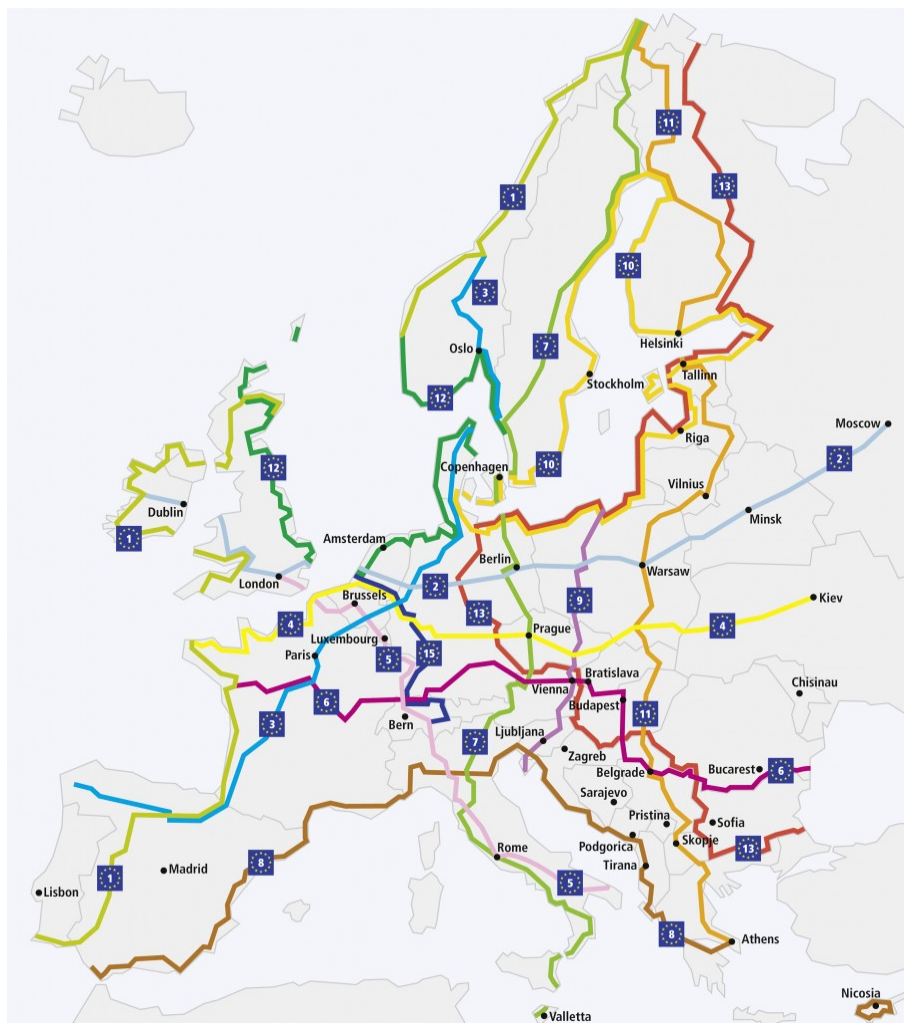 11
13
1
10
3
Helsinki
Oslo
7
Tallinn
Stockholm
12
Moscow
Riga
2
10
Copenhagen
12
Vilnius
Dublin
Minsk
1
Amsterdam
Berlin
Warsaw
London
2
Brussels
9
Kiev
13
4
4
Prague
Luxembourg
Paris
15
5
Bratislava
Vienna
Chisinau
6
Budapest
11
3
Bern
7
Ljubljana
Zagreb
Belgrade
Bucarest
6
Sarajevo
Pristina
Sofia
Podgorica
Skopje
Rome
13
8
Tirana
Madrid
1
5
Lisbon
8
Athens
Nicosia
Valletta